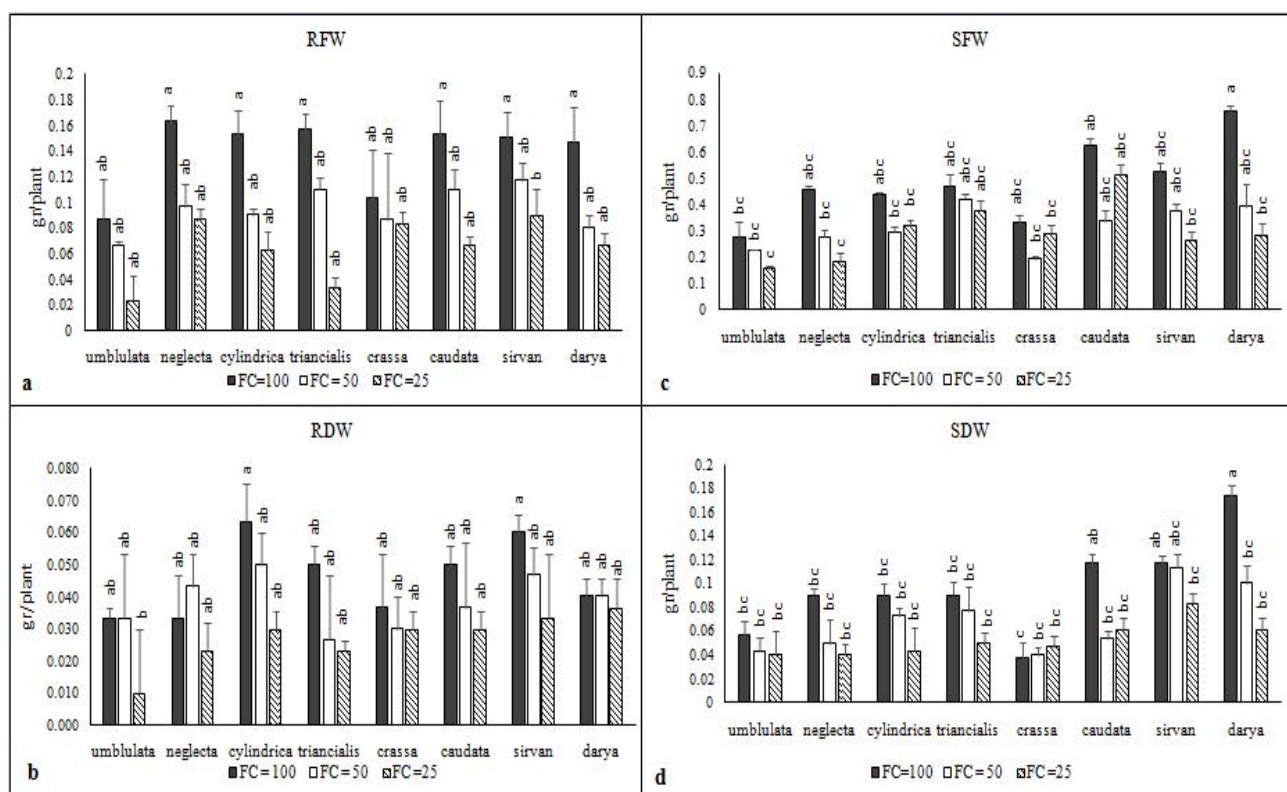 RFW
gr/plant
0.2
0.18
0.16
0.14
0.12
0.1
0.08
0.06
0.04
0.02
0
ab ab ab
a ab ab
a ab ab
a ab ab
ab ab ab
a ab ab
a ab b
a ab ab
umblulata neglecta cylindrica triancialis crassa caudata sirvan darya
a
FC=100 FC=50 FC=25
SFW
gr/plant
0.9
0.8
0.7
0.6
0.5
0.4
0.3
0.2
0.1
0
bc bc c
abc bc c
abc bc bc
abc abc abc
abc bc bc
ab abc abc
abc abc bc
a abc bc
umblulata neglecta cylindrica triancialis crassa caudata sirvan darya
c
FC=100 FC=50 FC=25
RDW
gr/plant
0.080
0.070
0.060
0.050
0.040
0.030
0.020
0.010
0.000
ab ab b
ab ab ab
a ab ab
ab ab ab
ab ab ab
ab ab ab
a ab ab
ab ab ab
umblulata neglecta cylindrica triancialis crassa caudata sirvan darya
b
FC=100 FC=50 FC=25
SDW
gr/plant
0.2
0.18
0.16
0.14
0.12
0.1
0.08
0.06
0.04
0.02
0
bc bc bc
abc bc bc
bc bc bc
bc bc bc
c bc bc
ab bc bc
ab abc bc
a bc bc
umblulata neglecta cylindrica triancialis crassa caudata sirvan darya
d
FC=100 FC=50 FC=25